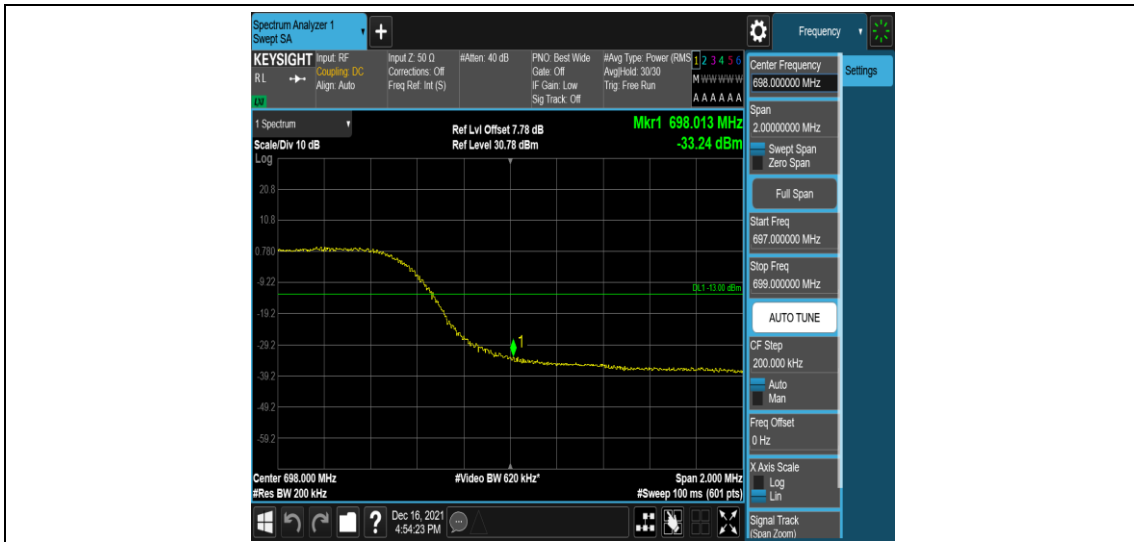 Spectrum Analyzer 1
Swept SA
+
Frequency
KEYSIGHT
RL
LXI
Input: RF
Coupling: DC
Align: Auto
Input Z: 50 Ω
Corrections: Off
Freq Ref: Int (S)
#Atten: 40 dB
PNO: Best Wide
Gate: Off
IF Gain: Low
Sig Track: Off
#Avg Type: Power (RMS
Avg|Hold: 30/30
Trig: Free Run
1 2 3 4 5 6
M W W W W W
A A A A A A
Center Frequency
698.000000 MHz
Settings
1 Spectrum
Scale/Div 10 dB
Log
Ref Lvl Offset 7.78 dB
Ref Level 30.78 dBm
Mkr1 698.013 MHz
-33.24 dBm
20.8
10.8
0.780
-9.22
-19.2
-29.2
-39.2
-49.2
-59.2
DL1 -13.00 dBm
1
Span
2.00000000 MHz
Swept Span
Zero Span
Full Span
Start Freq
697.000000 MHz
Stop Freq
699.000000 MHz
AUTO TUNE
CF Step
200.000 kHz
Auto
Man
Freq Offset
0 Hz
X Axis Scale
Log
Lin
Signal Track
(Span Zoom)
Center 698.000 MHz
#Res BW 200 kHz
#Video BW 620 kHz*
Span 2.000 MHz
#Sweep 100 ms (601 pts)
?
Dec 16, 2021
4:54:23 PM